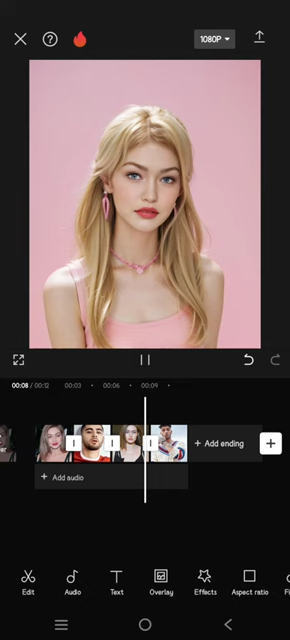 1080P
00:08 / 00:12 00:03 00:06 00:09
+ Add ending
+ Add audio
Edit Audio Text Overlay Effects Aspect ratio